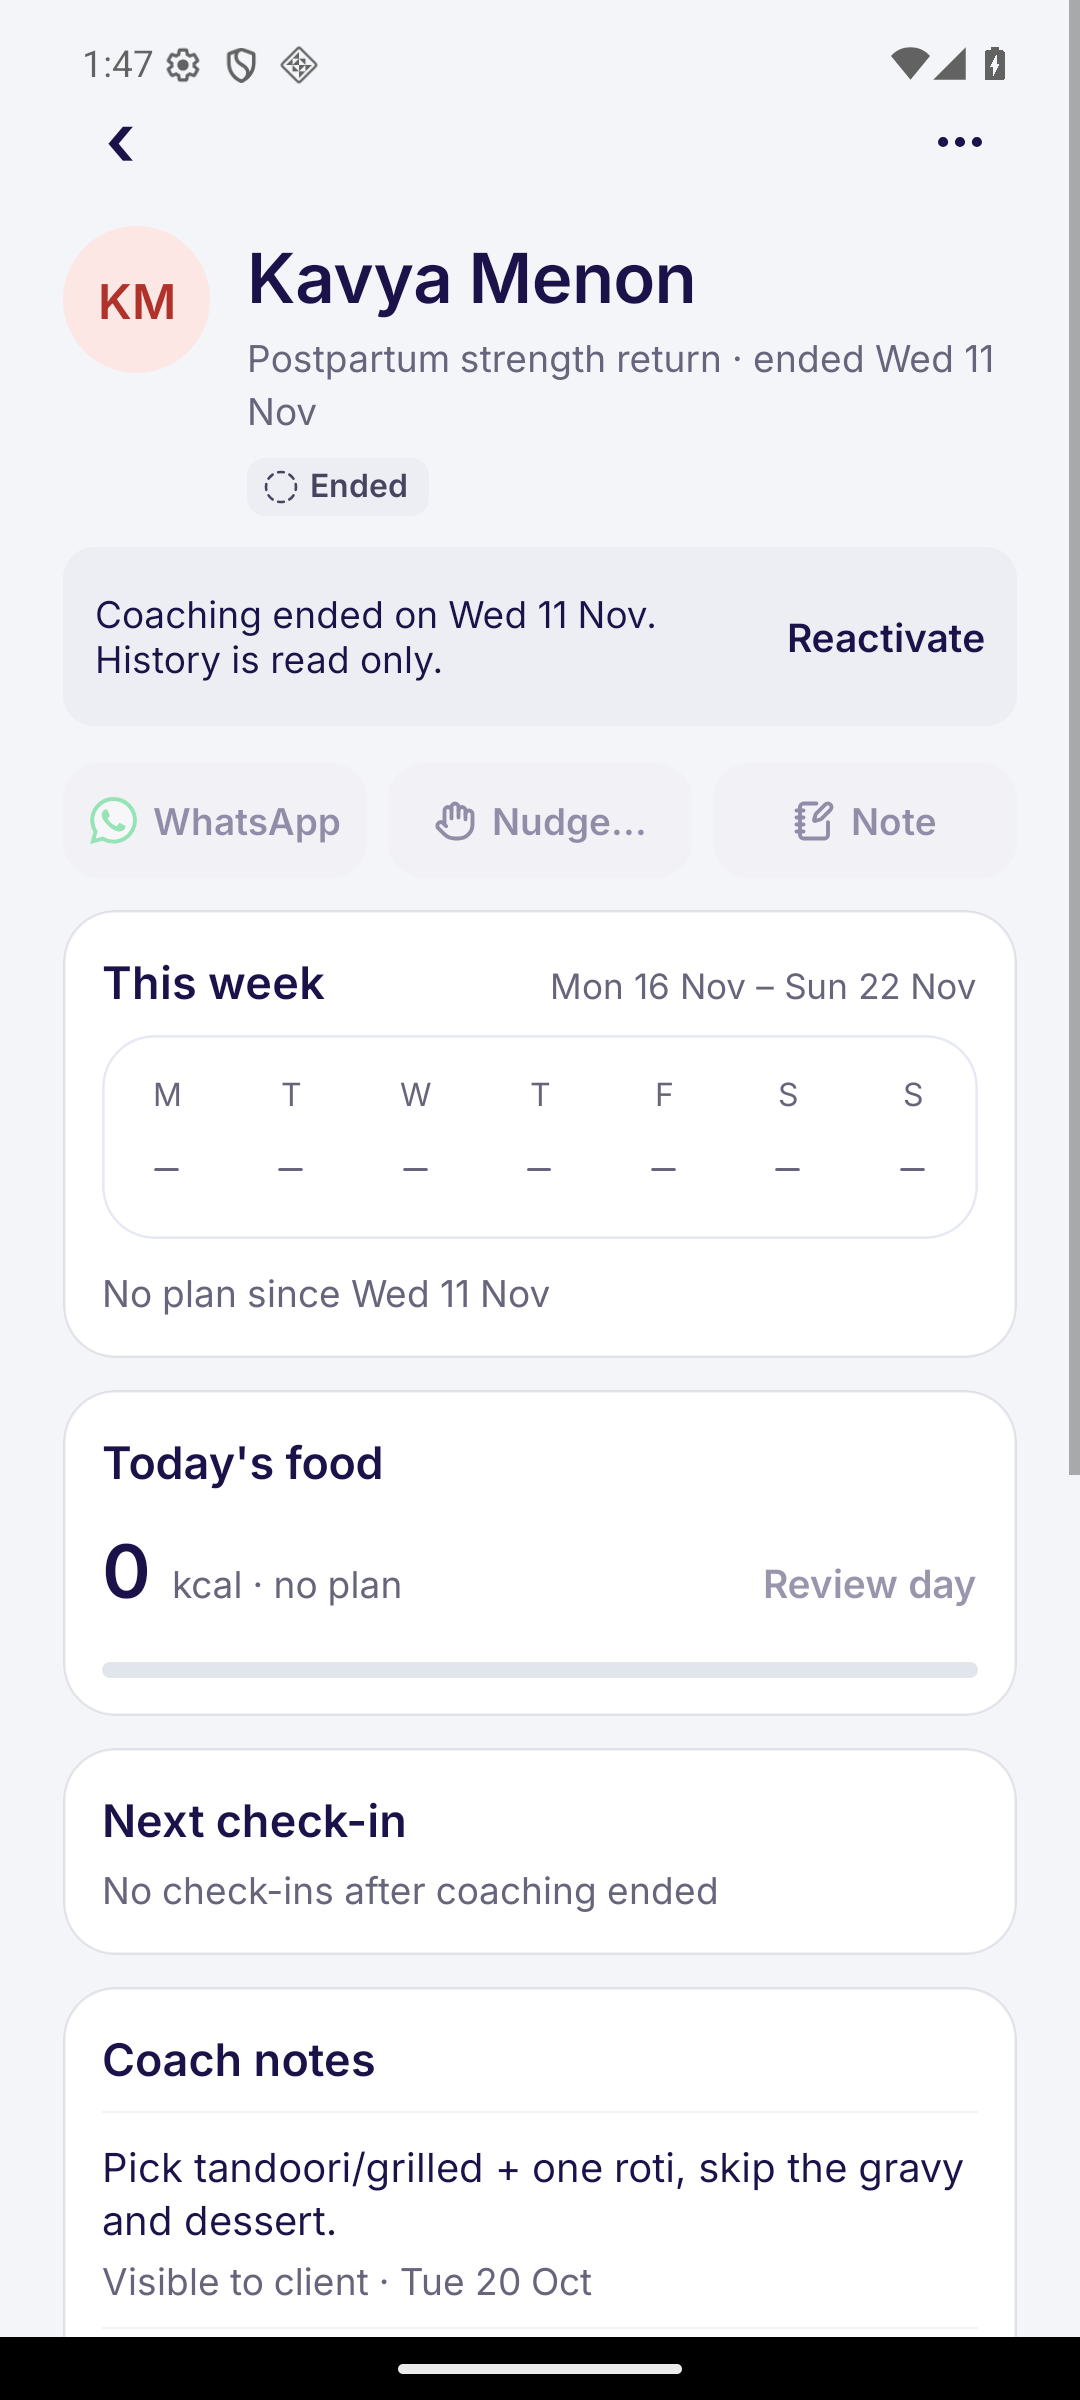 1:47
KM
Kavya Menon
Postpartum strength return · ended Wed 11
Nov
Ended
Coaching ended on Wed 11 Nov.
History is read only.
Reactivate
WhatsApp
Nudge...
Note
This week
Mon 16 Nov – Sun 22 Nov
M T W T F S S
– – – – – – –
No plan since Wed 11 Nov
Today's food
0 kcal · no plan
Review day
Next check-in
No check-ins after coaching ended
Coach notes
Pick tandoori/grilled + one roti, skip the gravy
and dessert.
Visible to client · Tue 20 Oct